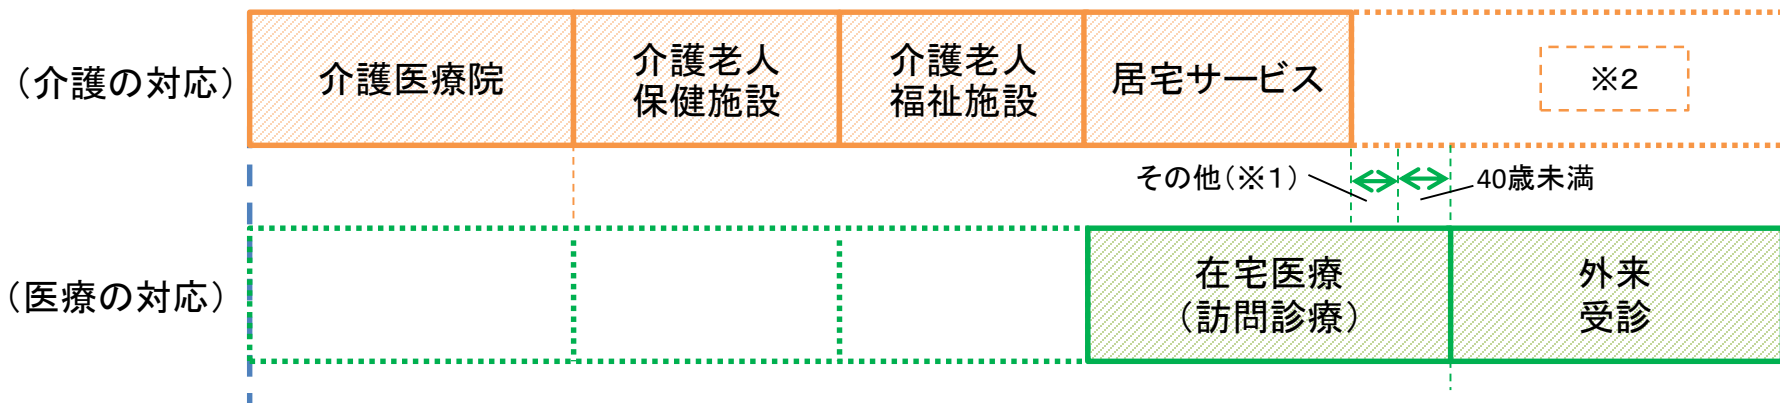 （介護の対応）
介護医療院
介護老人
保健施設
介護老人
福祉施設
居宅サービス
※2
その他（※1）
40歳未満
（医療の対応）
在宅医療
（訪問診療）
外来
受診